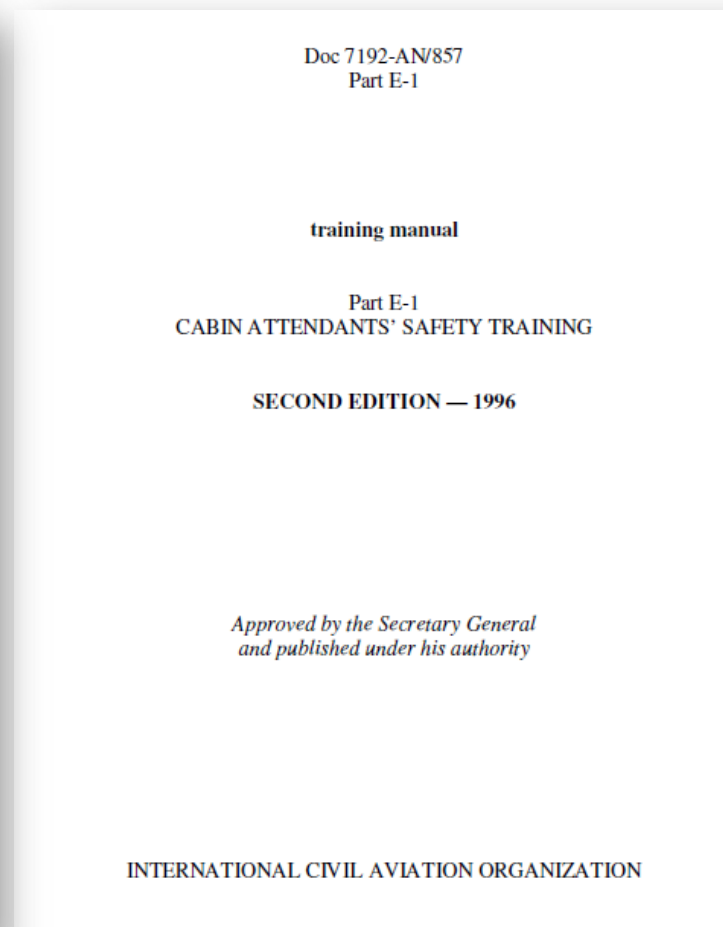 Doc 7192-AN/857
Part E-1
training manual
Part E-1
CABIN ATTENDANTS’ SAFETY TRAINING
SECOND EDITION — 1996
Approved by the Secretary General
and published under his authority
INTERNATIONAL CIVIL AVIATION ORGANIZATION